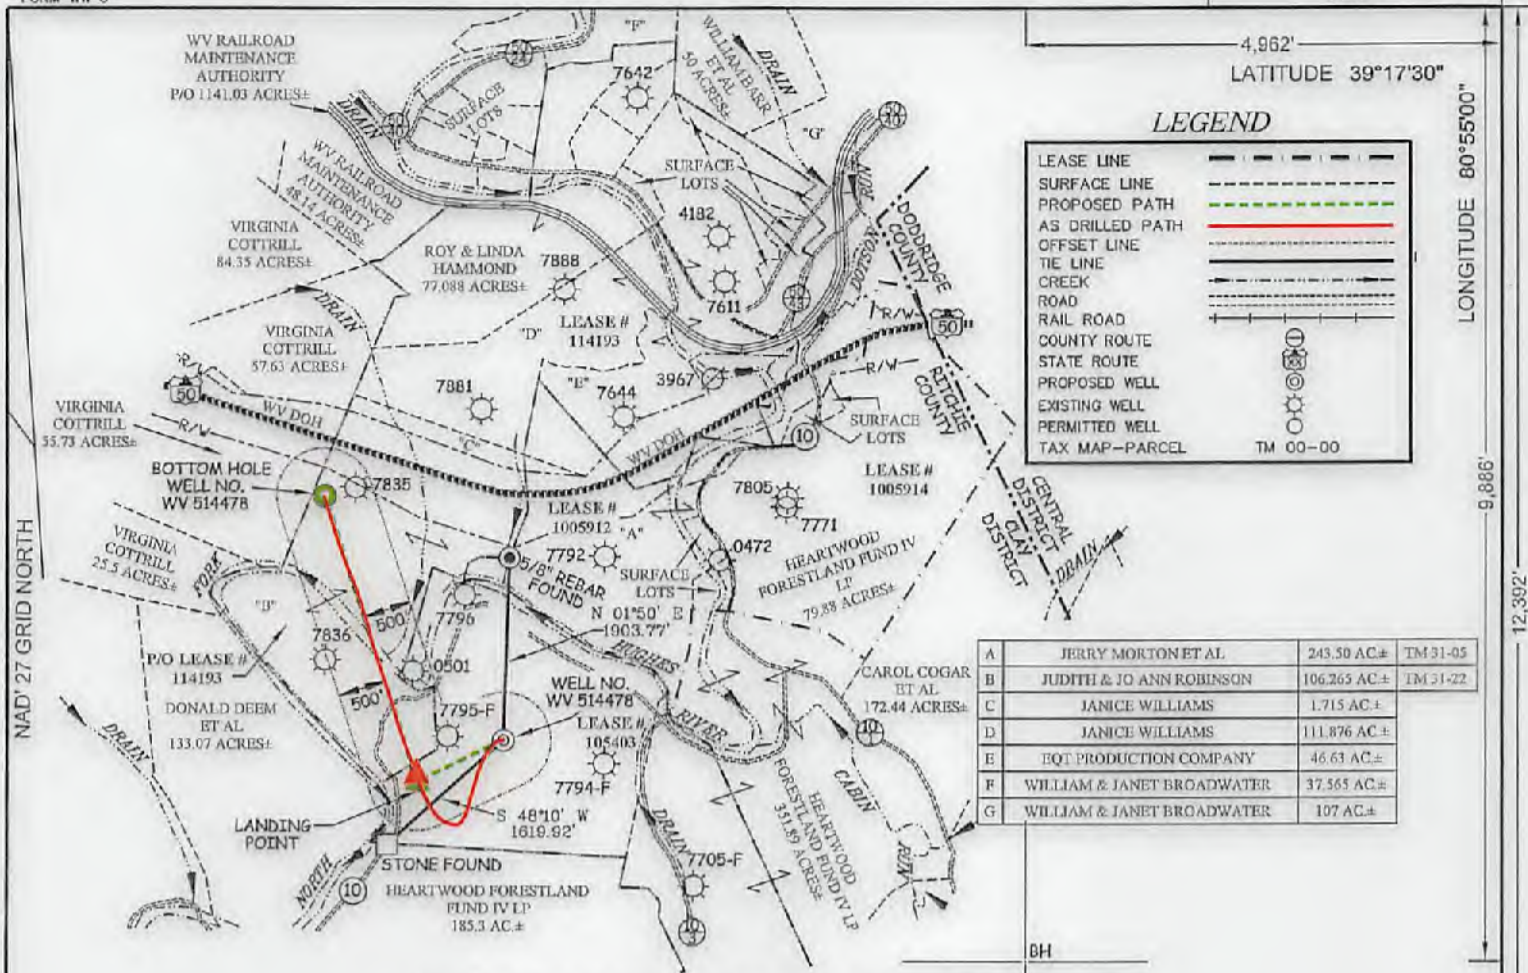 4,962'
LATITUDE 39°17'30"
LONGITUDE 80°55'00"
9,886'
12,392'
NAD' 27 GRID NORTH
LEGEND
LEASE LINE
SURFACE LINE
PROPOSED PATH
AS DRILLED PATH
OFFSET LINE
TIE LINE
CREEK
ROAD
RAIL ROAD
COUNTY ROUTE
STATE ROUTE
PROPOSED WELL
EXISTING WELL
PERMITTED WELL
TAX MAP-PARCEL TM 00-00
WV RAILROAD
MAINTENANCE
AUTHORITY
P/O 1141.03 ACRES±
DRAIN
SURFACE
LOTS
"F"
7642
WILLIAM BARR
ET AL
50 ACRES±
DRAIN
"G"
WV RAILROAD
MAINTENANCE
AUTHORITY
48.14 ACRES±
SURFACE
LOTS
RUN
DOTSON
DODDRIDGE
COUNTY
RITCHIE
COUNTY
VIRGINIA
COTTRILL
84.35 ACRES±
ROY & LINDA
HAMMOND
77.088 ACRES±
7888
4182
7611
DRAIN
LEASE #
114193
"D"
VIRGINIA
COTTRILL
57.63 ACRES±
R/W
50
R/W
50
R/W
7881
"E"
7644
3967
WV DOH
"C"
WV DOH
10
SURFACE
LOTS
VIRGINIA
COTTRILL
55.73 ACRES±
R/W
BOTTOM HOLE
WELL NO.
WV 514478
7835
LEASE #
1005914
7805
7771
LEASE #
1005912
"A"
7792
0472
5/8" REBAR
FOUND
SURFACE
LOTS
HEARTWOOD
FORESTLAND FUND IV
LP
79.88 ACRES±
CENTRAL
DISTRICT
CLAY
DISTRICT
DRAIN
VIRGINIA
COTTRILL
25.5 ACRES±
FORK
"B"
500'
7796
N 01°50' E
1903.77'
7836
HUGHES
P/O LEASE #
114193
0501
500'
WELL NO.
WV 514478
RIVER
CAROL COGAR
ET AL
172.44 ACRES±
DONALD DEEM
ET AL
133.07 ACRES±
7795-F
LEASE #
105403
DRAIN
7794-F
S 48°10' W
1619.92'
LANDING
POINT
STONE FOUND
NORTH
10
HEARTWOOD FORESTLAND
FUND IV LP
185.3 AC.±
DRAIN
7705-F
10
3
HEARTWOOD
FORESTLAND FUND IV LP
351.89 ACRES±
CABIN
RUN
BH
A JERRY MORTON ET AL 243.50 AC.± TM 31-05
B JUDITH & JO ANN ROBINSON 106.265 AC.± TM 31-22
C JANICE WILLIAMS 1.715 AC.±
D JANICE WILLIAMS 111.876 AC.±
E EQT PRODUCTION COMPANY 46.63 AC.±
F WILLIAM & JANET BROADWATER 37.565 AC.±
G WILLIAM & JANET BROADWATER 107 AC.±